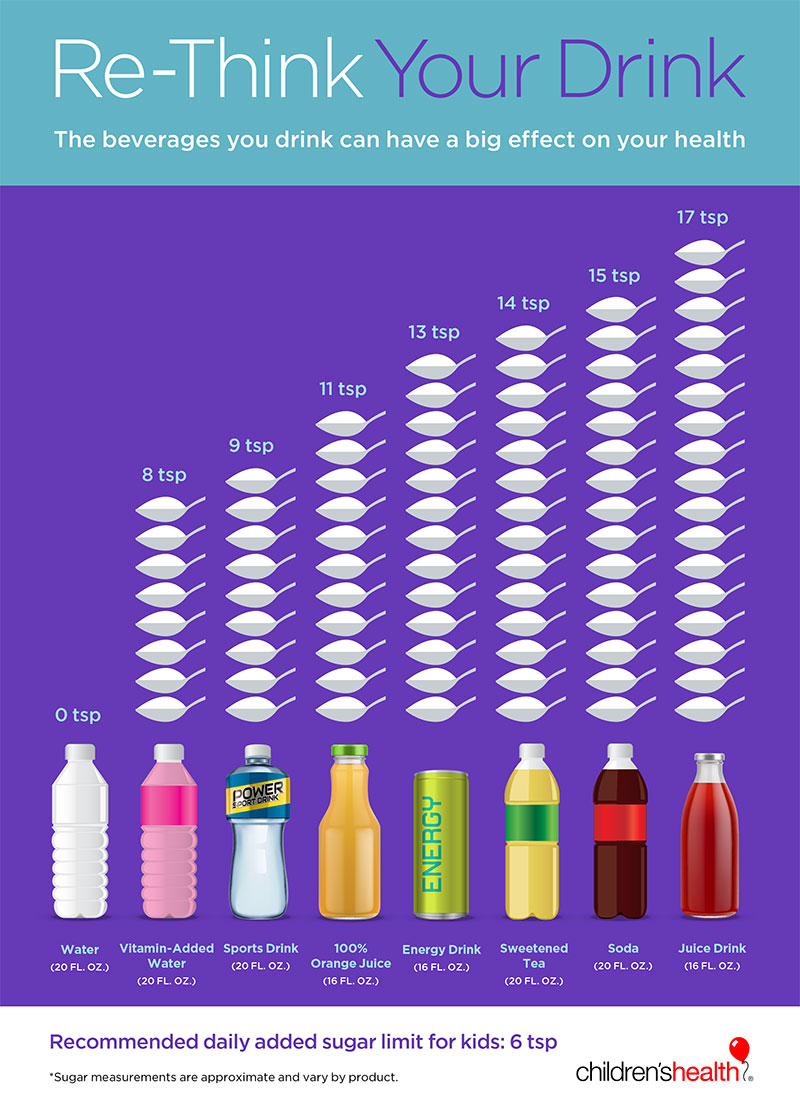 Re-Think Your Drink
The beverages you drink can have a big effect on your health
17 tsp
15 tsp
14 tsp
13 tsp
11 tsp
9 tsp
8 tsp
0 tsp
POWER
SPORT DRINK
ENERGY
Water
(20 FL. OZ.)
Vitamin-Added
Water
(20 FL. OZ.)
Sports Drink
(20 FL. OZ.)
100%
Orange Juice
(16 FL. OZ.)
Energy Drink
(16 FL. OZ.)
Sweetened
Tea
(20 FL. OZ.)
Soda
(20 FL. OZ.)
Juice Drink
(16 FL. OZ.)
Recommended daily added sugar limit for kids: 6 tsp
*Sugar measurements are approximate and vary by product.
children'shealth®